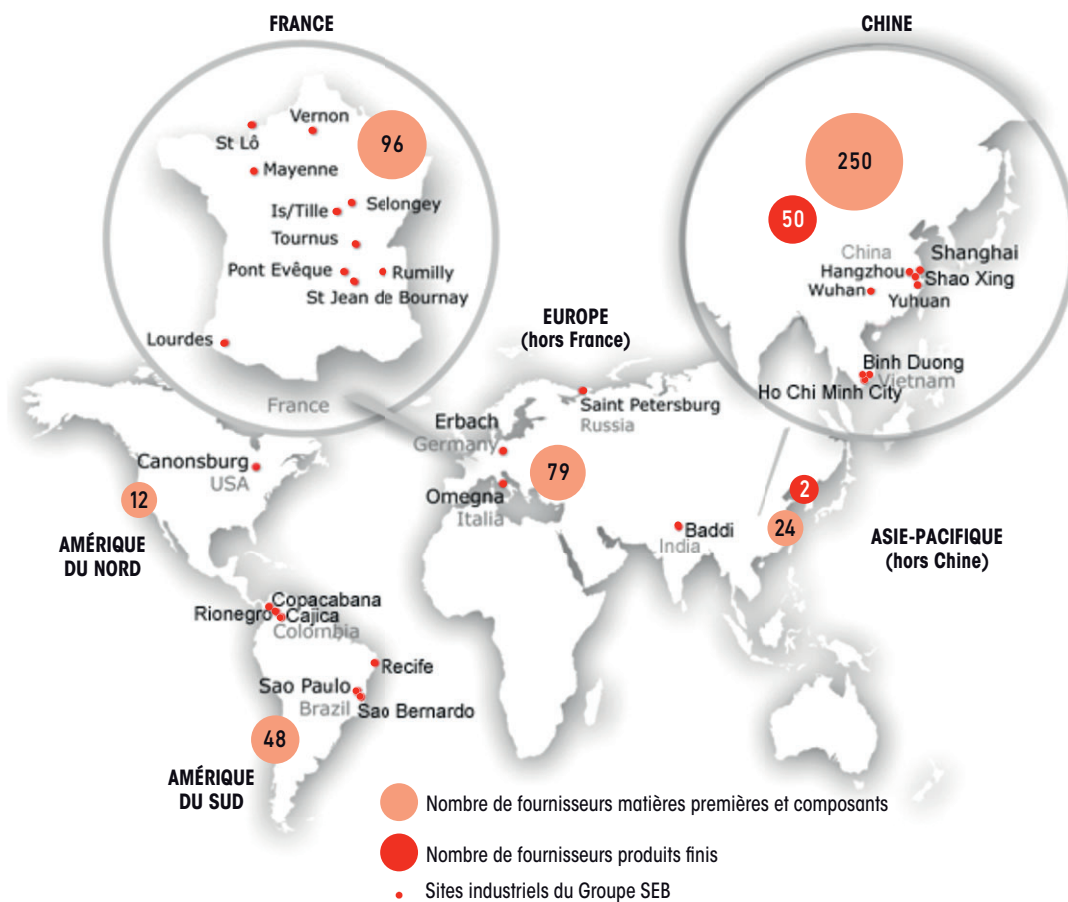 FRANCE
Vernon
96
St Lô
Mayenne
Selongey
Is/Tille
Tournus
Pont Evêque
Rumilly
St Jean de Bournay
Lourdes
France
CHINE
250
50
China
Shanghai
Hangzhou
Shao Xing
Wuhan
Yuhuan
Binh Duong
Vietnam
Ho Chi Minh City
EUROPE
(hors France)
Saint Petersburg
Russia
Erbach
Germany
79
Omegna
Italia
Canonsburg
USA
12
AMÉRIQUE
DU NORD
2
24
Baddi
India
ASIE-PACIFIQUE
(hors Chine)
Copacabana
Rionegro
Cajica
Colombia
Recife
Sao Paulo
Brazil
Sao Bernardo
48
AMÉRIQUE
DU SUD
Nombre de fournisseurs matières premières et composants
Nombre de fournisseurs produits finis
Sites industriels du Groupe SEB